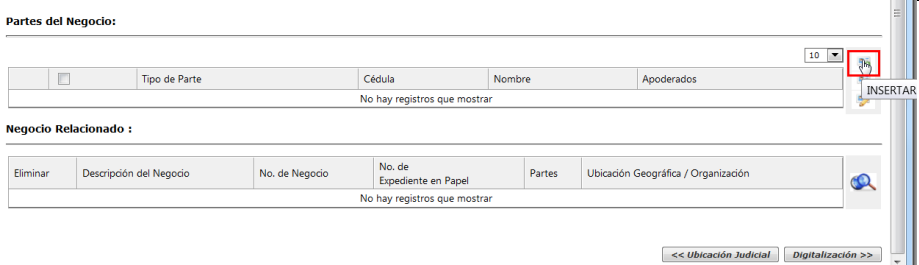 Partes del Negocio:
10
Tipo de Parte Cédula Nombre Apoderados
No hay registros que mostrar
INSERTAR
Negocio Relacionado :
Eliminar Descripción del Negocio No. de Negocio No. de Expediente en Papel Partes Ubicación Geográfica / Organización
No hay registros que mostrar
<< Ubicación Judicial Digitalización >>